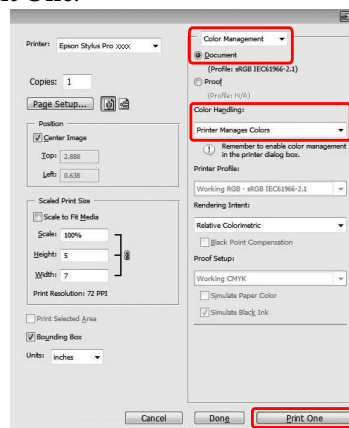 t One.
Printer: Epson Stylus Pro xxxx
Copies: 1
Page Setup...
Position
Center Image
Top: 2.888
Left: 0.638
Scaled Print Size
Scale to Fit Media
Scale: 100%
Height: 5
Width: 7
Print Resolution: 72 PPI
Print Selected Area
Bounding Box
Units: inches
Color Management
Document
(Profile: sRGB IEC61966-2.1)
Proof
(Profile: N/A)
Color Handling:
Printer Manages Colors
Remember to enable color management
in the printer dialog box.
Printer Profile:
Working RGB - sRGB IEC61966-2.1
Rendering Intent:
Relative Colorimetric
Black Point Compensation
Proof Setup:
Working CMYK
Simulate Paper Color
Simulate Black Ink
Cancel
Done
Print One